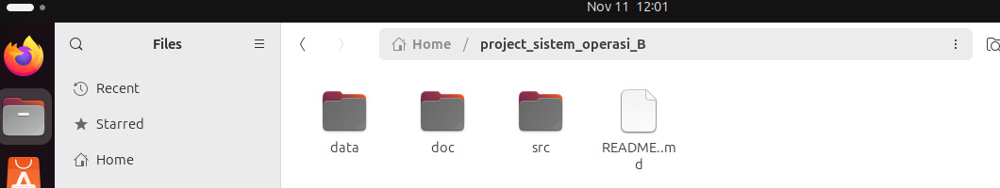 Nov 11 12:01
Files
Home / project_sistem_operasi_B
Recent
Starred
Home
data
doc
src
README..m
d